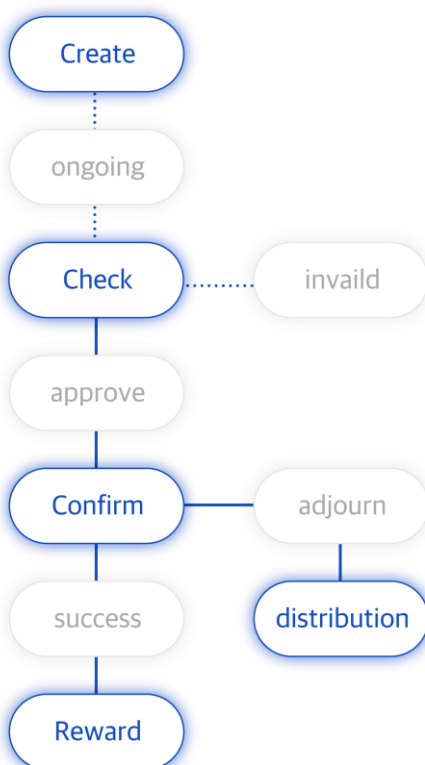 Create
ongoing
Check
invaild
approve
Confirm
adjourn
success
distribution
Reward